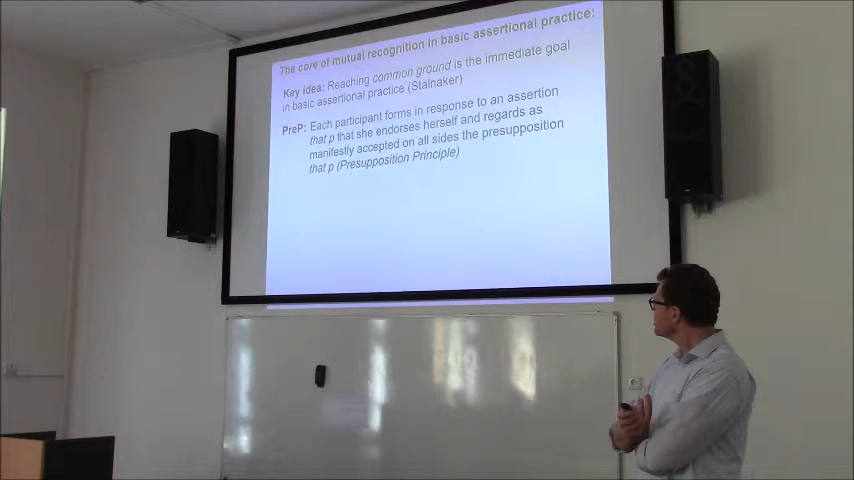 The core of mutual recognition in basic assertional practice:
Key idea: Reaching common ground is the immediate goal
in basic assertional practice (Stalnaker)
PreP: Each participant forms in response to an assertion
that p that she endorses herself and regards as
manifestly accepted on all sides the presupposition
that p (Presupposition Principle)